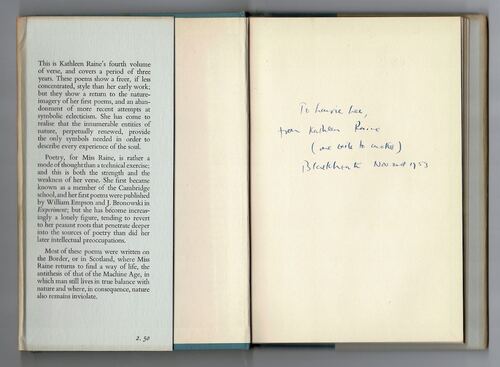 This is Kathleen Raine's fourth volume
of verse, and covers a period of three
years. These poems show a freer, if less
concentrated, style than her early work;
but they show a return to the nature-
imagery of her first poems, and an aban-
donment of more recent attempts at
symbolic eclecticism. She has come to
realise that the innumerable entities of
nature, perpetually renewed, provide
the only symbols needed in order to
describe every experience of the soul.
Poetry, for Miss Raine, is rather a
mode of thought than a technical exercise;
and this is both the strength and the
weakness of her verse. She first became
known as a member of the Cambridge
school, and her first poems were published
by William Empson and J. Bronowski in
Experiment; but she has become increas-
ingly a lonely figure, tending to revert
to her peasant roots that penetrate deeper
into the sources of poetry than did her
later intellectual preoccupations.
Most of these poems were written on
the Border, or in Scotland, where Miss
Raine returns to find a way of life, the
antithesis of that of the Machine Age, in
which man still lives in true balance with
nature and where, in consequence, nature
also remains inviolate.
2.50
To Laurie Lee,
from Kathleen Raine
(one to another)
Nov 1953